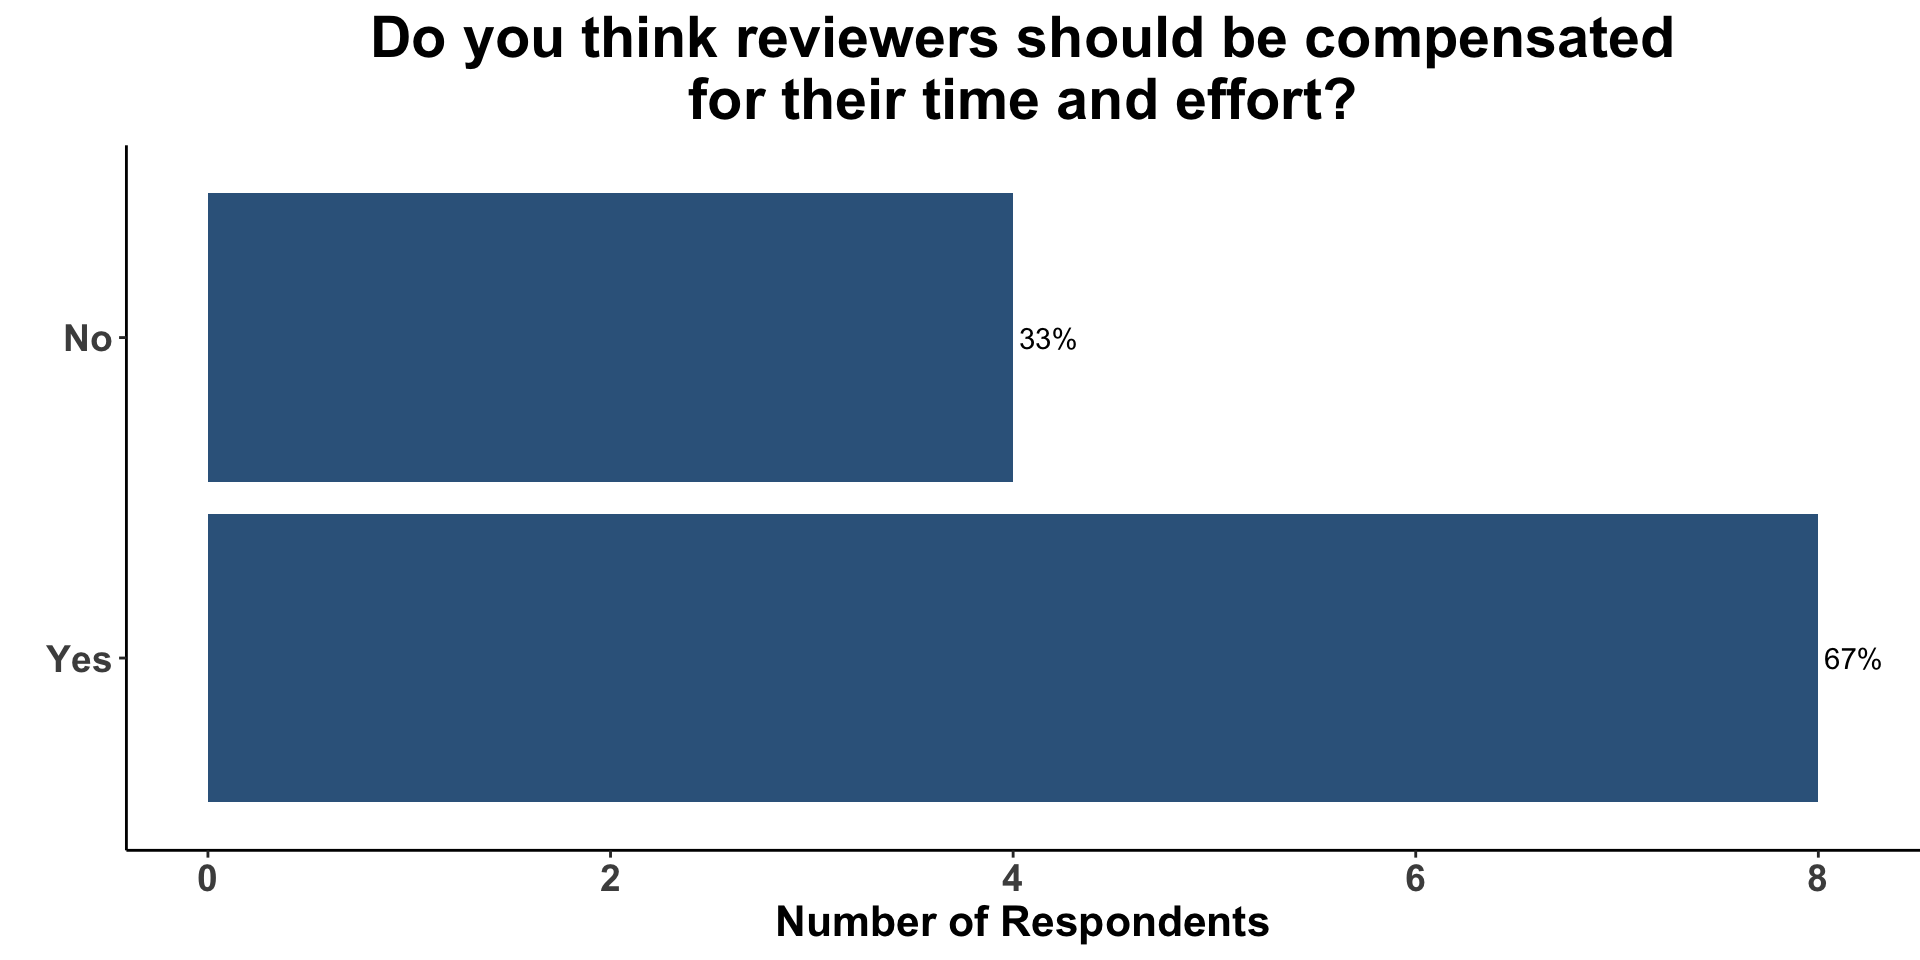 Do you think reviewers should be compensated
for their time and effort?
No
33%
Yes
67%
0 2 4 6 8
Number of Respondents